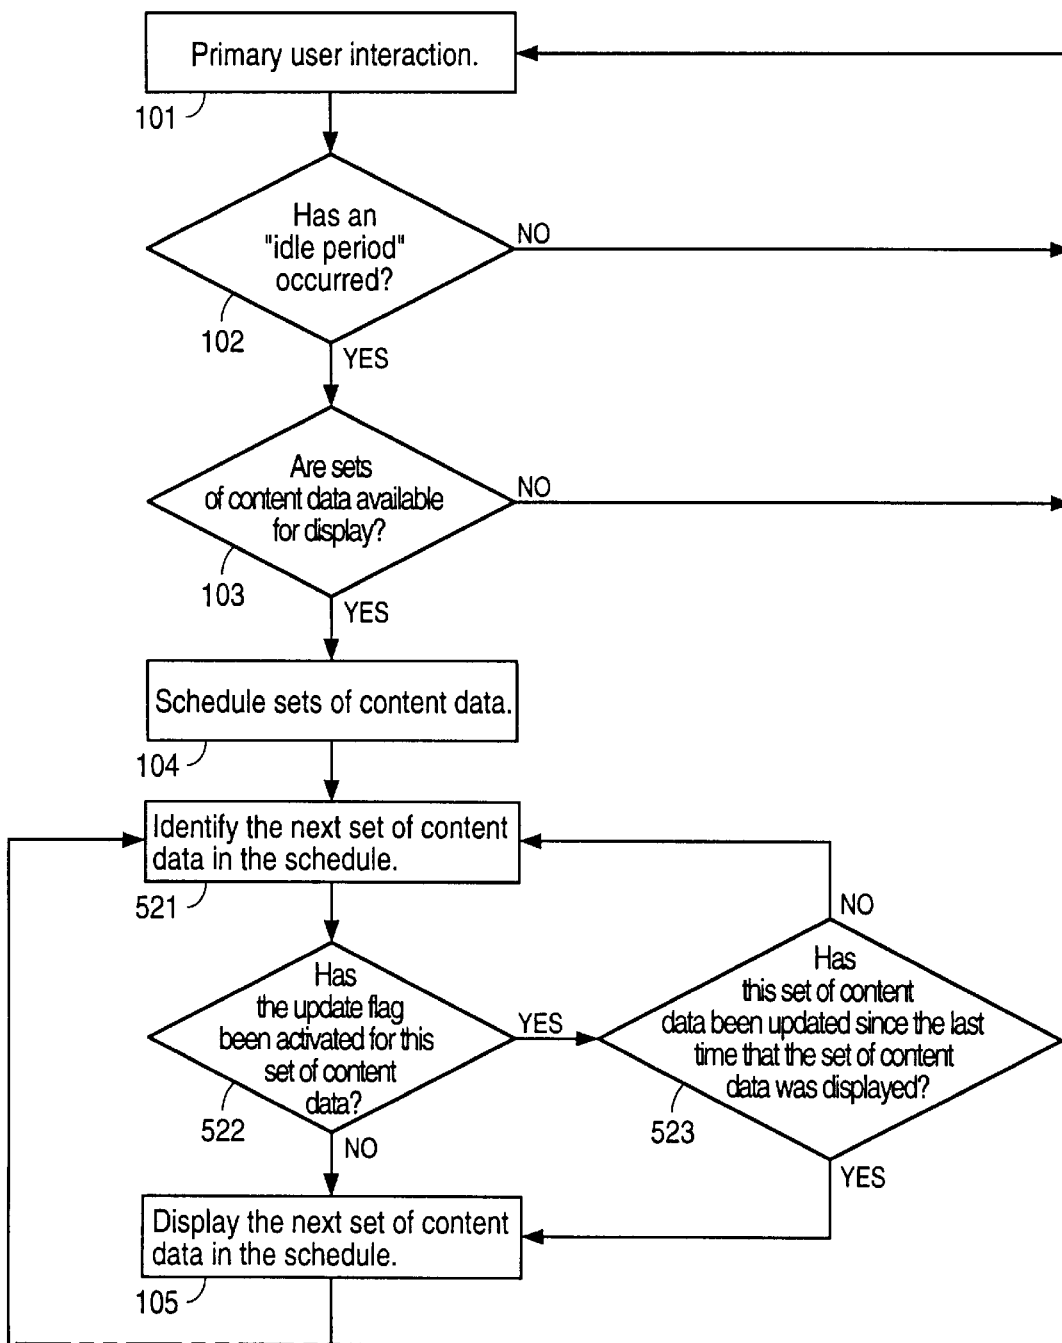 Primary user interaction.
101
Has an
"idle period"
occurred?
NO
102
YES
Are sets
of content data available
for display?
NO
103
YES
Schedule sets of content data.
104
Identify the next set of content
data in the schedule.
521
NO
Has
the update flag
been activated for this
set of content
data?
YES
522
NO
Has
this set of content
data been updated since the last
time that the set of content
data was displayed?
523
YES
Display the next set of content
data in the schedule.
105